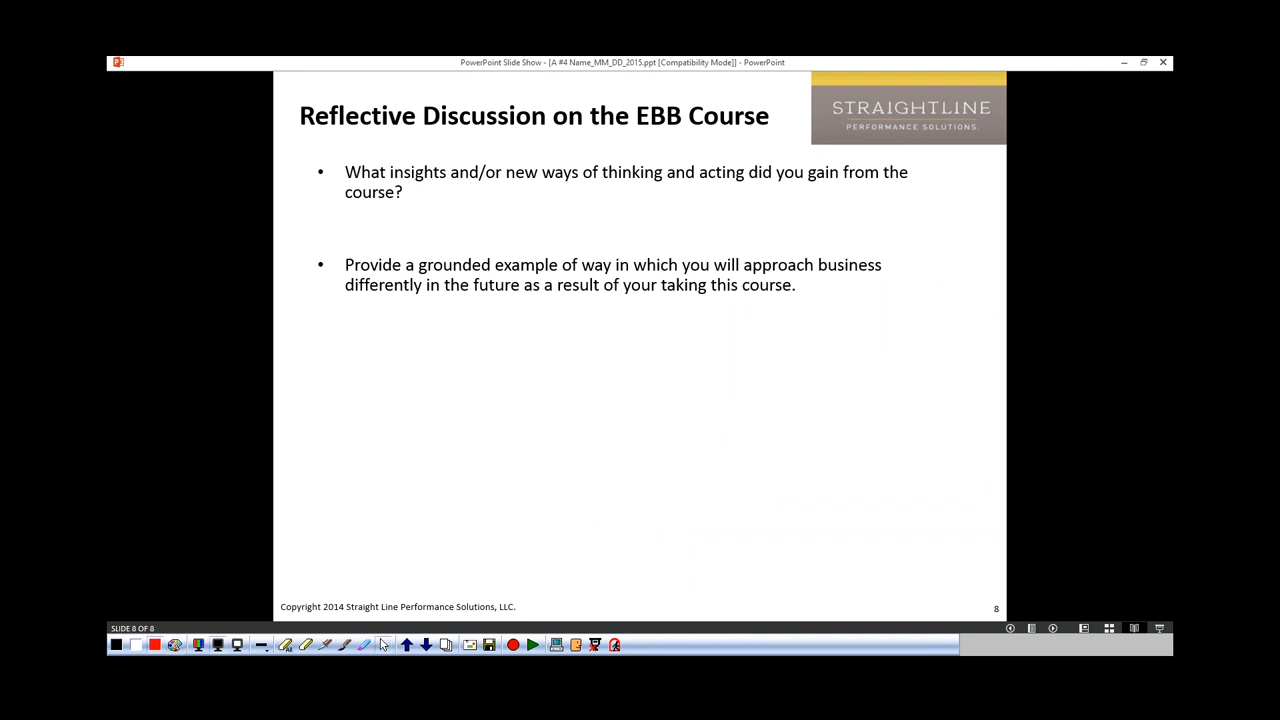 PowerPoint Slide Show - [A #4 Name_MM_DD_2015.ppt [Compatibility Mode]] - PowerPoint
Reflective Discussion on the EBB Course
STRAIGHTLINE
PERFORMANCE SOLUTIONS.
• What insights and/or new ways of thinking and acting did you gain from the
course?
• Provide a grounded example of way in which you will approach business
differently in the future as a result of your taking this course.
Copyright 2014 Straight Line Performance Solutions, LLC.
8
SLIDE 8 OF 8